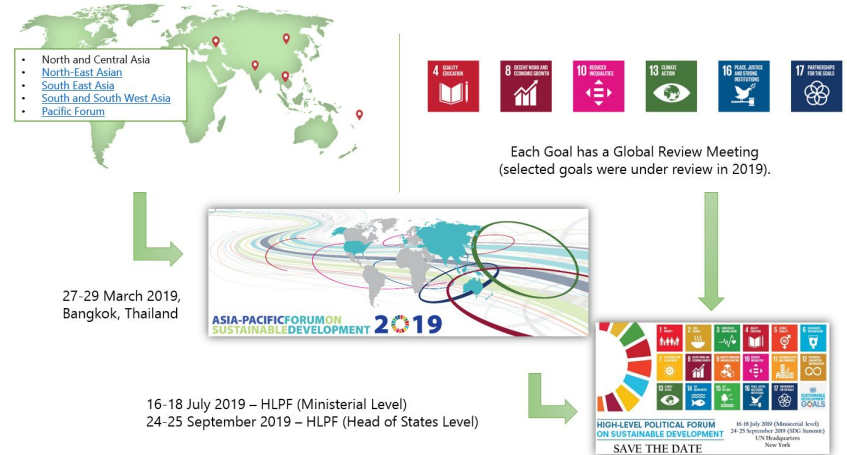 • North and Central Asia
• North-East Asian
• South East Asia
• South and South West Asia
• Pacific Forum
4 QUALITY EDUCATION
8 DECENT WORK AND ECONOMIC GROWTH
10 REDUCED INEQUALITIES
13 CLIMATE ACTION
16 PEACE, JUSTICE AND STRONG INSTITUTIONS
17 PARTNERSHIPS FOR THE GOALS
Each Goal has a Global Review Meeting
(selected goals were under review in 2019).
27-29 March 2019,
Bangkok, Thailand
ASIA-PACIFICFORUMON
SUSTAINABLEDEVELOPMENT 2019
16-18 July 2019 – HLPF (Ministerial Level)
24-25 September 2019 – HLPF (Head of States Level)
SUSTAINABLE
DEVELOPMENT
GOALS
HIGH-LEVEL POLITICAL FORUM
ON SUSTAINABLE DEVELOPMENT
SAVE THE DATE
16-18 July 2019 (Ministerial level)
24-25 September 2019 (SDG Summit)
UN Headquarters
New York